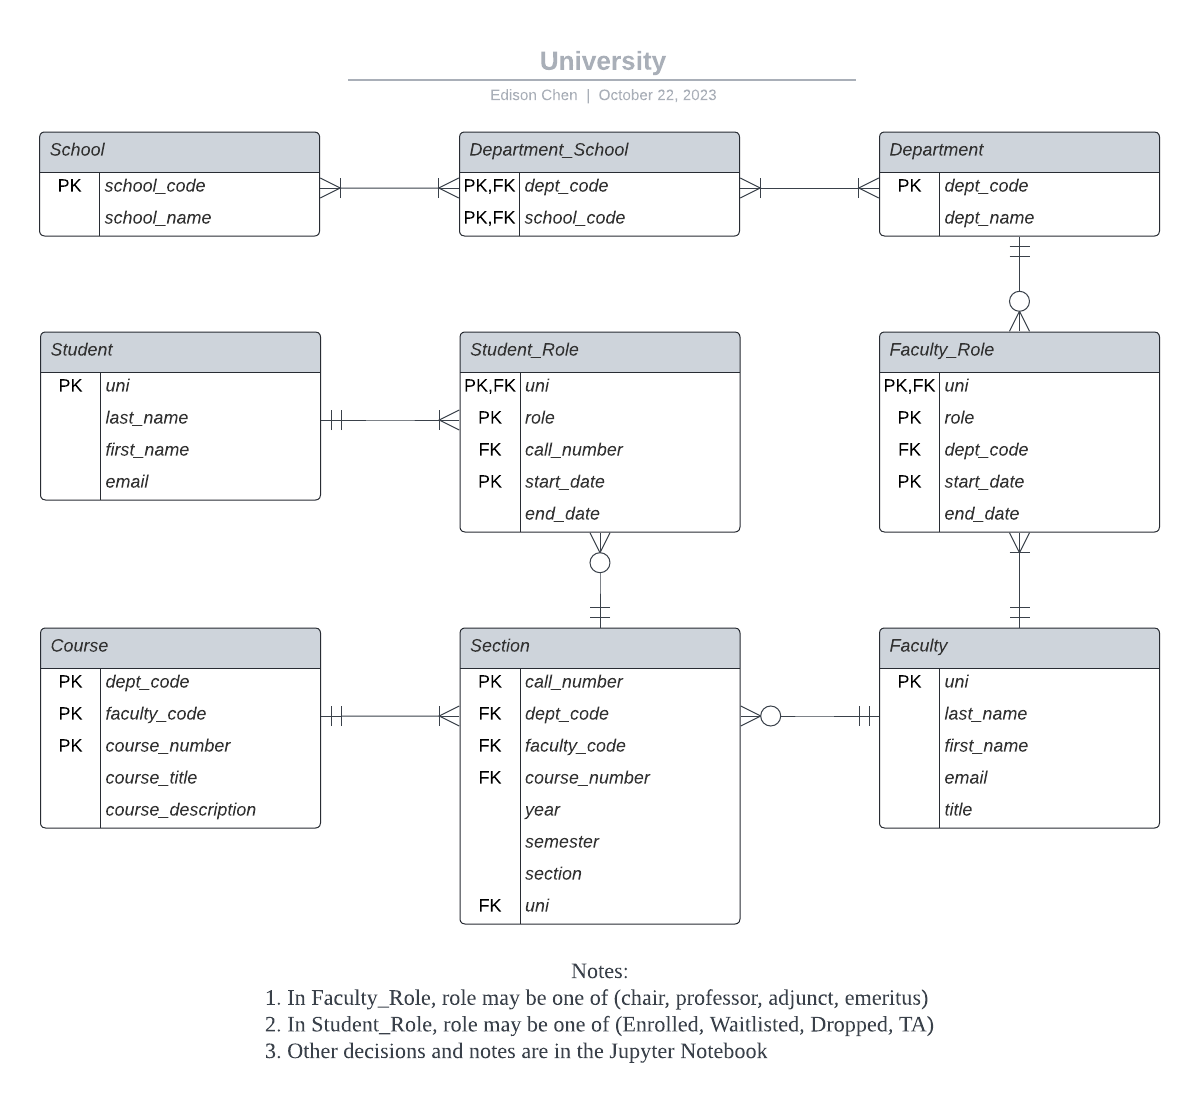 University
Edison Chen | October 22, 2023
School
PK school_code
school_name
Department_School
PK,FK dept_code
PK,FK school_code
Department
PK dept_code
dept_name
Student
PK uni
last_name
first_name
email
Student_Role
PK,FK uni
PK role
FK call_number
PK start_date
end_date
Faculty_Role
PK,FK uni
PK role
FK dept_code
PK start_date
end_date
Course
PK dept_code
PK faculty_code
PK course_number
course_title
course_description
Section
PK call_number
FK dept_code
FK faculty_code
FK course_number
year
semester
section
FK uni
Faculty
PK uni
last_name
first_name
email
title
Notes:
1. In Faculty_Role, role may be one of (chair, professor, adjunct, emeritus)
2. In Student_Role, role may be one of (Enrolled, Waitlisted, Dropped, TA)
3. Other decisions and notes are in the Jupyter Notebook